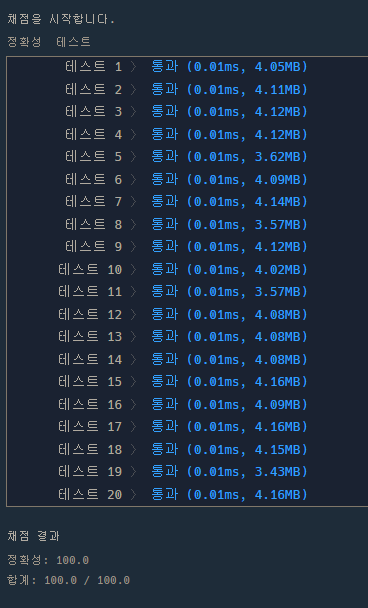 채점을 시작합니다.
정확성 테스트
테스트 1 〉 통과 (0.01ms, 4.05MB)
테스트 2 〉 통과 (0.01ms, 4.11MB)
테스트 3 〉 통과 (0.01ms, 4.12MB)
테스트 4 〉 통과 (0.01ms, 4.12MB)
테스트 5 〉 통과 (0.01ms, 3.62MB)
테스트 6 〉 통과 (0.01ms, 4.09MB)
테스트 7 〉 통과 (0.01ms, 4.14MB)
테스트 8 〉 통과 (0.01ms, 3.57MB)
테스트 9 〉 통과 (0.01ms, 4.12MB)
테스트 10 〉 통과 (0.01ms, 4.02MB)
테스트 11 〉 통과 (0.01ms, 3.57MB)
테스트 12 〉 통과 (0.01ms, 4.08MB)
테스트 13 〉 통과 (0.01ms, 4.08MB)
테스트 14 〉 통과 (0.01ms, 4.08MB)
테스트 15 〉 통과 (0.01ms, 4.16MB)
테스트 16 〉 통과 (0.01ms, 4.09MB)
테스트 17 〉 통과 (0.01ms, 4.16MB)
테스트 18 〉 통과 (0.01ms, 4.15MB)
테스트 19 〉 통과 (0.01ms, 3.43MB)
테스트 20 〉 통과 (0.01ms, 4.16MB)
채점 결과
정확성: 100.0
합계: 100.0 / 100.0